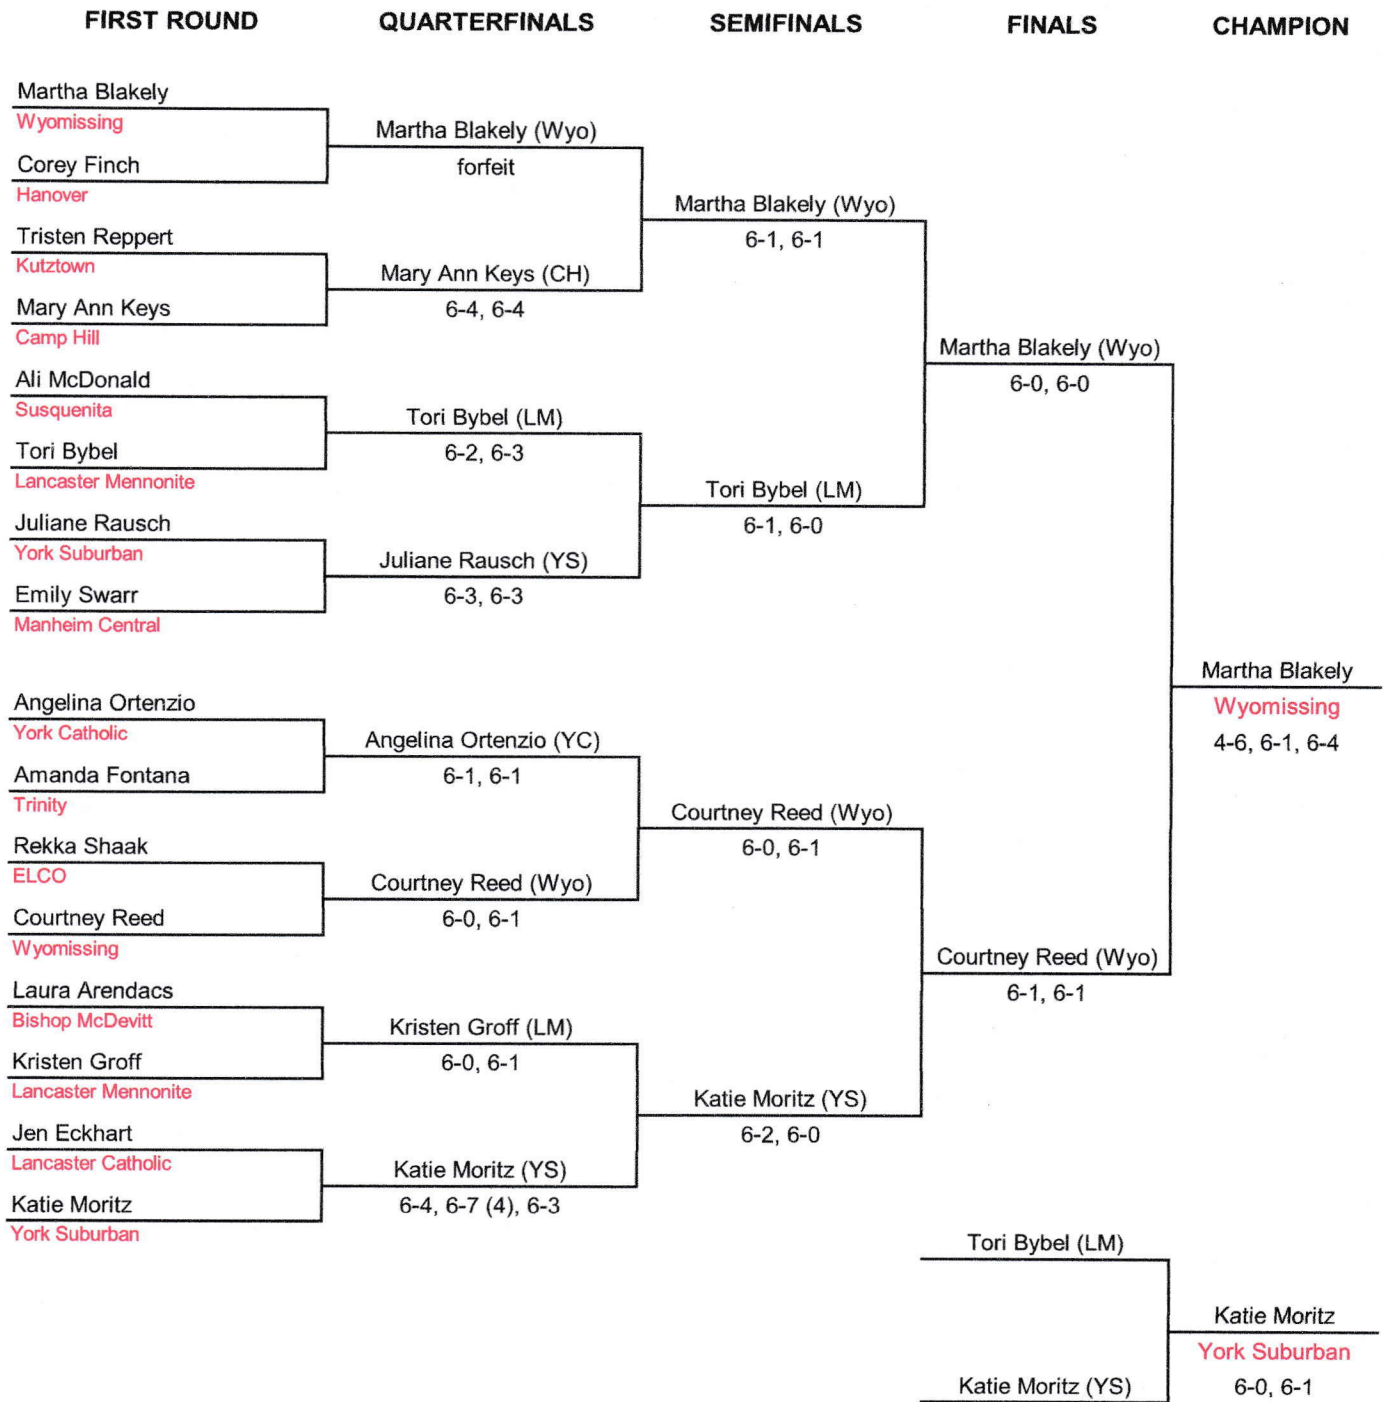 FIRST ROUND
QUARTERFINALS
SEMIFINALS
FINALS
CHAMPION
Martha Blakely
Wyomissing
Corey Finch
Hanover
Tristen Reppert
Kutztown
Mary Ann Keys
Camp Hill
Ali McDonald
Susquenita
Tori Bybel
Lancaster Mennonite
Juliane Rausch
York Suburban
Emily Swarr
Manheim Central
Angelina Ortenzio
York Catholic
Amanda Fontana
Trinity
Rekka Shaak
ELCO
Courtney Reed
Wyomissing
Laura Arendacs
Bishop McDevitt
Kristen Groff
Lancaster Mennonite
Jen Eckhart
Lancaster Catholic
Katie Moritz
York Suburban
Martha Blakely (Wyo)
forfeit
Mary Ann Keys (CH)
6-4, 6-4
Tori Bybel (LM)
6-2, 6-3
Juliane Rausch (YS)
6-3, 6-3
Angelina Ortenzio (YC)
6-1, 6-1
Courtney Reed (Wyo)
6-0, 6-1
Kristen Groff (LM)
6-0, 6-1
Katie Moritz (YS)
6-4, 6-7 (4), 6-3
Martha Blakely (Wyo)
6-1, 6-1
Tori Bybel (LM)
6-1, 6-0
Courtney Reed (Wyo)
6-0, 6-1
Katie Moritz (YS)
6-2, 6-0
Martha Blakely (Wyo)
6-0, 6-0
Courtney Reed (Wyo)
6-1, 6-1
Martha Blakely
Wyomissing
4-6, 6-1, 6-4
Tori Bybel (LM)
Katie Moritz (YS)
Katie Moritz
York Suburban
6-0, 6-1